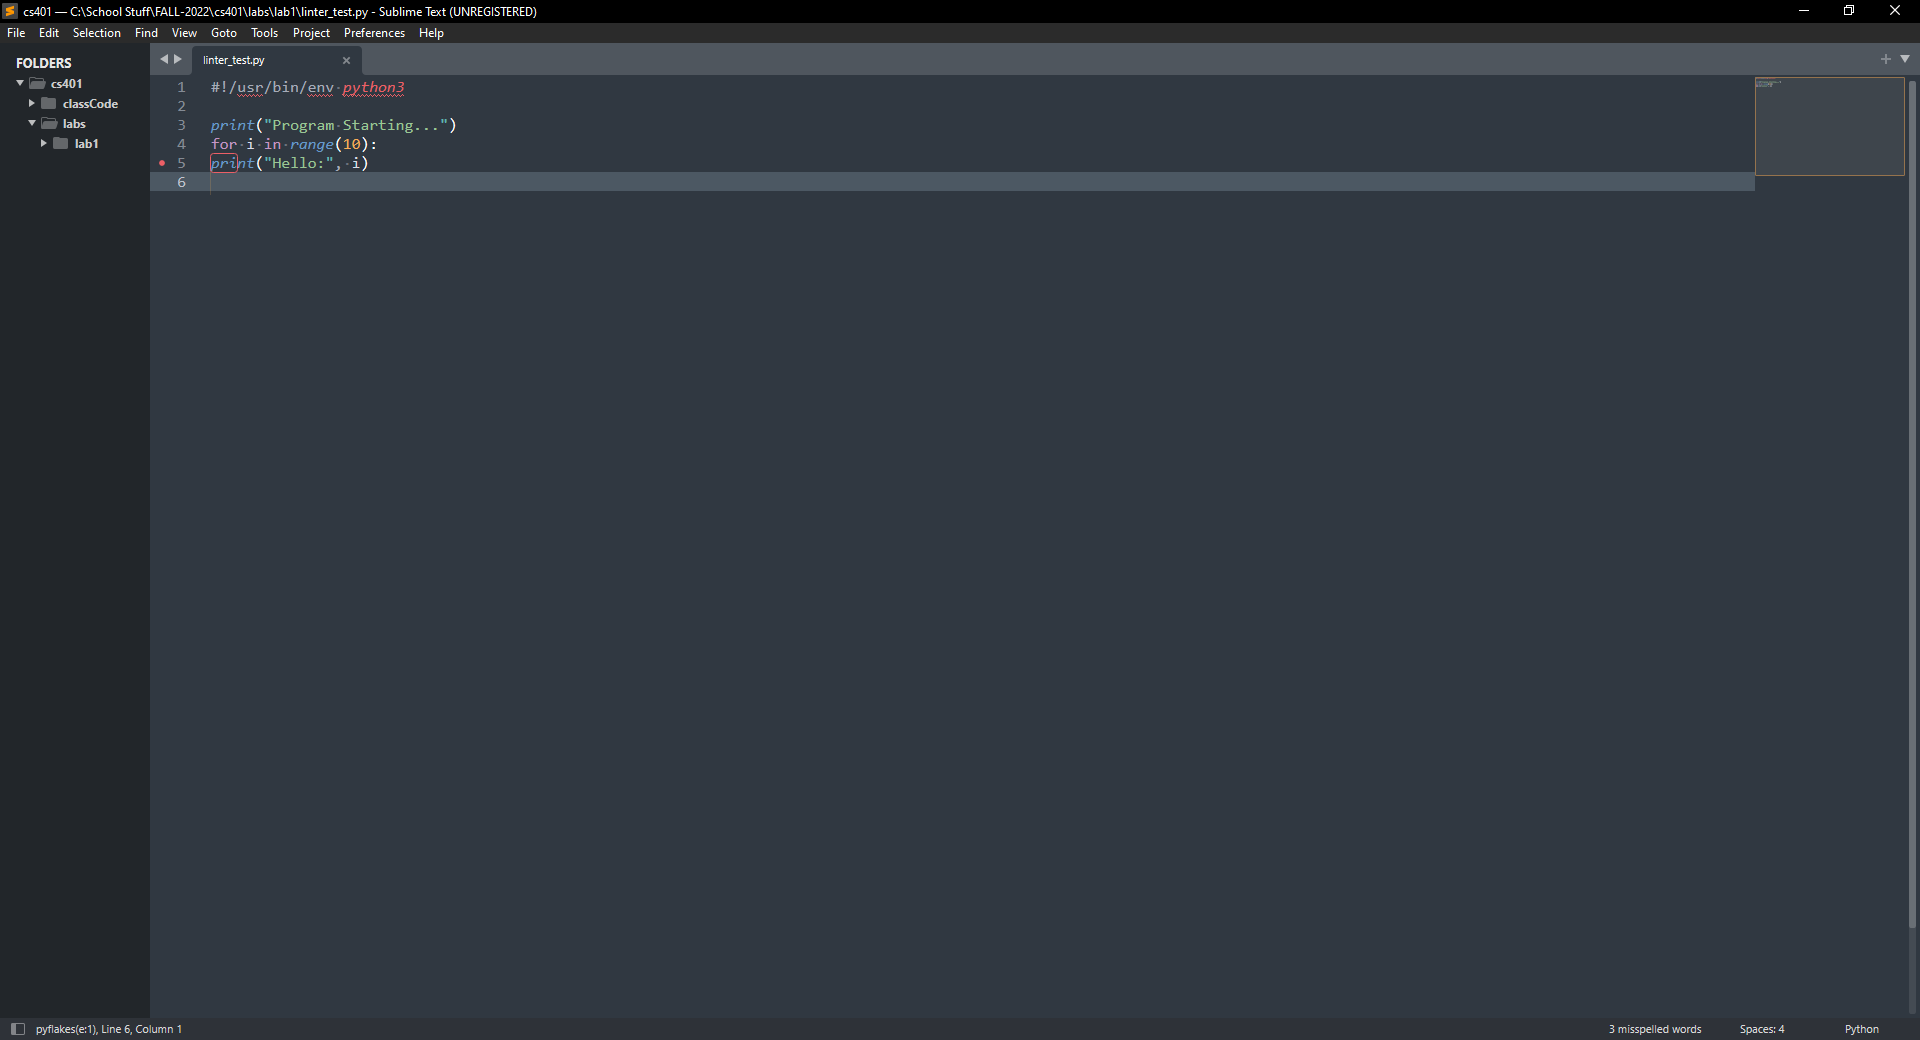 cs401 — C:\School Stuff\FALL-2022\cs401\labs\lab1\linter_test.py - Sublime Text (UNREGISTERED)
File Edit Selection Find View Goto Tools Project Preferences Help
FOLDERS
cs401
classCode
labs
lab1
linter_test.py
1 #!/usr/bin/env python3
2
3 print("Program Starting...")
4 for i in range(10):
5 print("Hello:", i)
6
pyflakes(e:1), Line 6, Column 1
3 misspelled words
Spaces: 4
Python